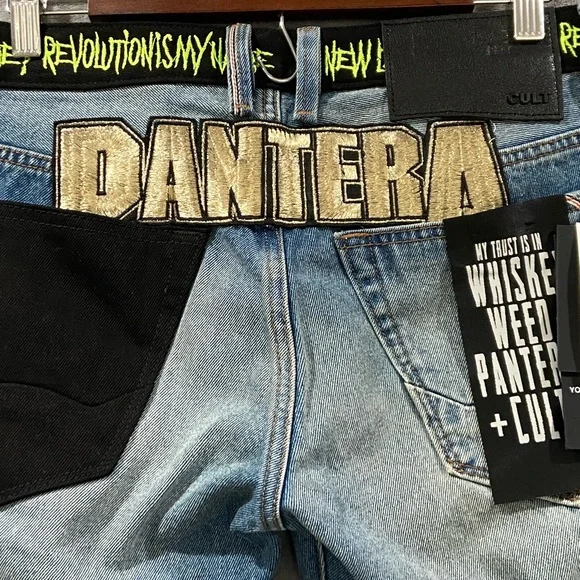 REVOLUTION IS MY NAME NEW
CULT
PANTERA
MY TRUST IS IN
WHISKEY
WEED
PANTERA
+ CULT